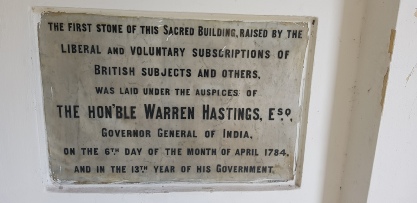 THE FIRST STONE OF THIS SACRED BUILDING, RAISED BY THE
LIBERAL AND VOLUNTARY SUBSCRIPTIONS OF
BRITISH SUBJECTS AND OTHERS,
WAS LAID UNDER THE AUSPICES OF
THE HON'BLE WARREN HASTINGS, ESQ.,
GOVERNOR GENERAL OF INDIA,
ON THE 6TH DAY OF THE MONTH OF APRIL 1784,
AND IN THE 13TH YEAR OF HIS GOVERNMENT.